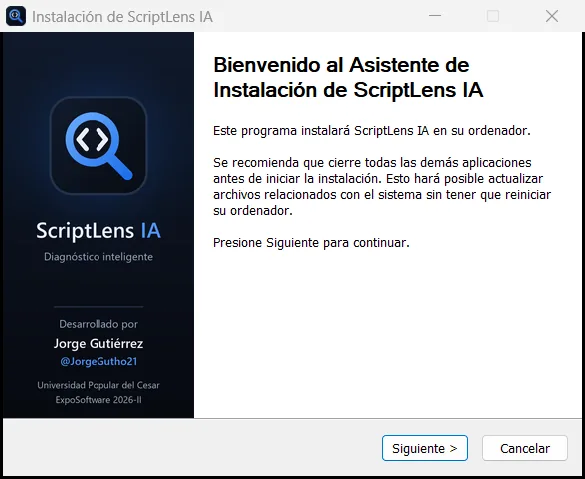 Instalación de ScriptLens IA
ScriptLens IA
Diagnóstico inteligente
Desarrollado por
Jorge Gutiérrez
@JorgeGutho21
Universidad Popular del Cesar
ExpoSoftware 2026-II
Bienvenido al Asistente de
Instalación de ScriptLens IA
Este programa instalará ScriptLens IA en su ordenador.
Se recomienda que cierre todas las demás aplicaciones
antes de iniciar la instalación. Esto hará posible actualizar
archivos relacionados con el sistema sin tener que reiniciar
su ordenador.
Presione Siguiente para continuar.
Siguiente >
Cancelar